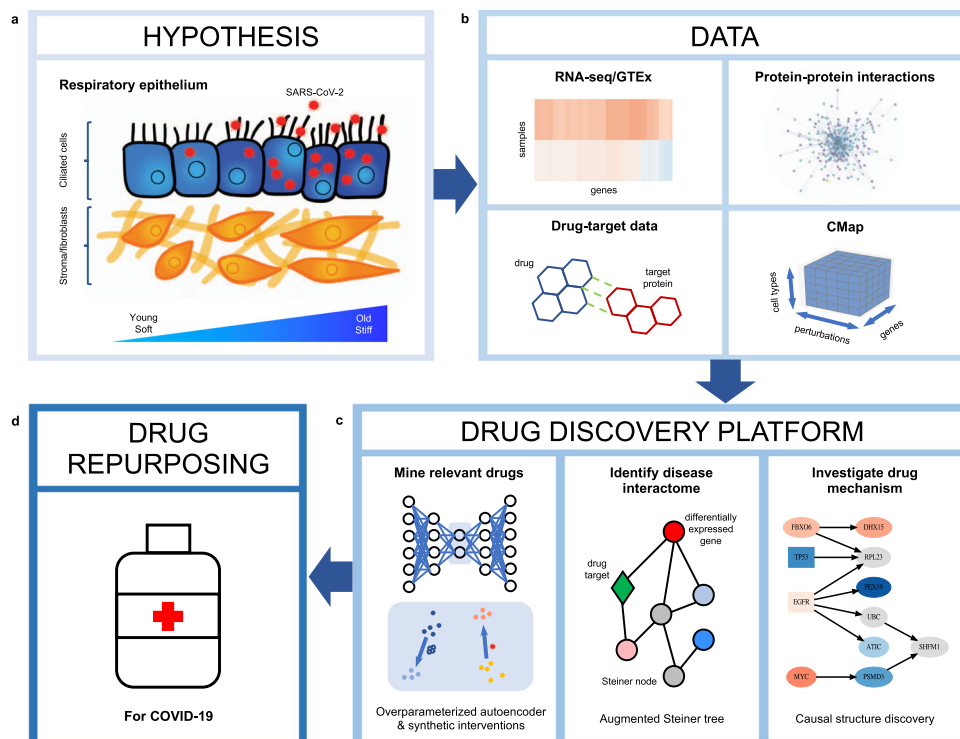 a
HYPOTHESIS
Respiratory epithelium
SARS-CoV-2
Ciliated cells
Stroma/fibroblasts
Young
Soft
Old
Stiff
b
DATA
RNA-seq/GTEx
samples
genes
Protein-protein interactions
Drug-target data
drug
target
protein
CMap
cell types
perturbations
genes
d
DRUG
REPURPOSING
For COVID-19
c
DRUG DISCOVERY PLATFORM
Mine relevant drugs
Overparameterized autoencoder
& synthetic interventions
Identify disease
interactome
differentially
expressed
gene
drug
target
Steiner node
Augmented Steiner tree
Investigate drug
mechanism
FBXO6
DHX15
TP53
RPL23
PEX19
EGFR
UBC
ATIC
SHFM1
MYC
PSMD3
Causal structure discovery